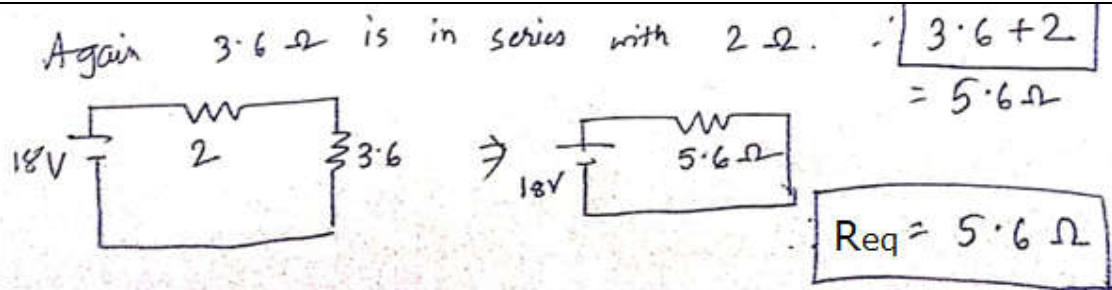 Again 3.6 Ω is in series with 2 Ω. ∴ 3.6 + 2
= 5.6 Ω
18V 2 3.6 ⇒ 18V 5.6 Ω
∴ Req = 5.6 Ω